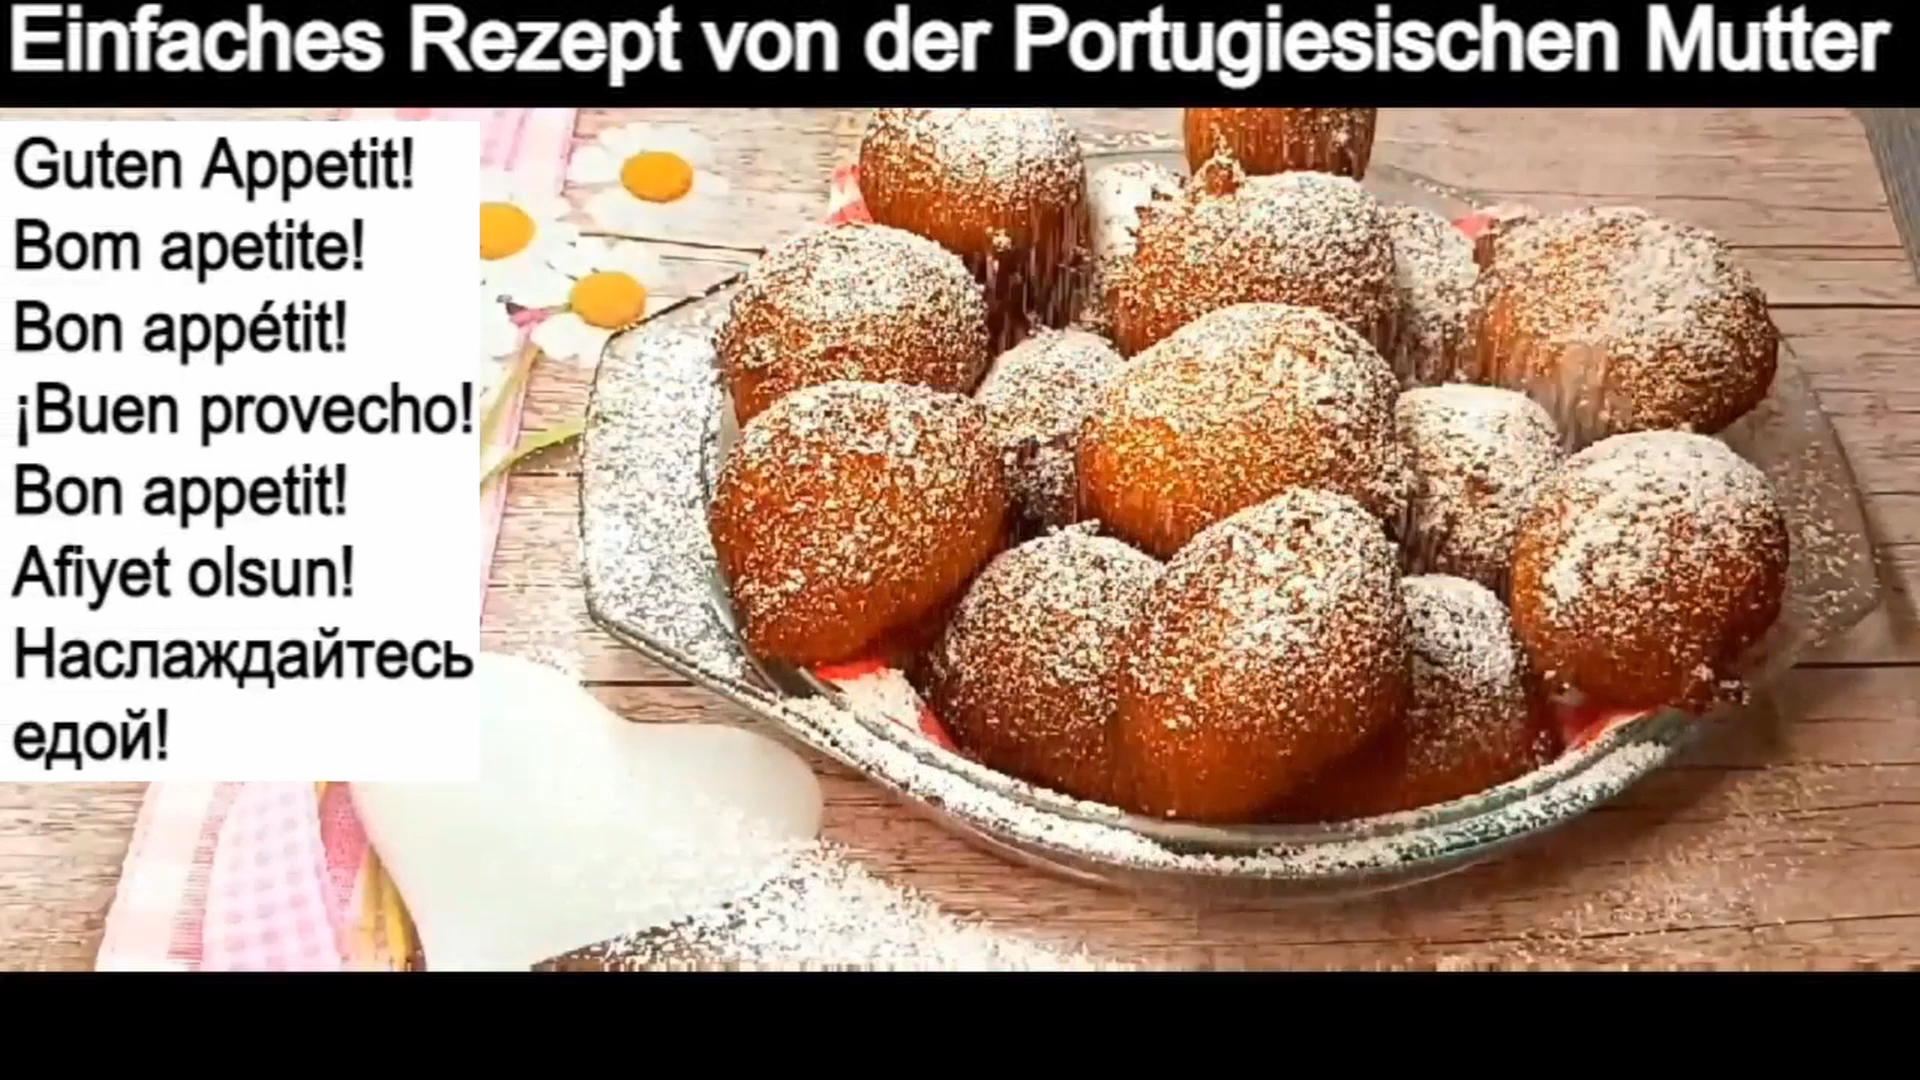 Einfaches Rezept von der Portugiesischen Mutter
Guten Appetit!
Bom apetite!
Bon appétit!
¡Buen provecho!
Bon appetit!
Afiyet olsun!
Наслаждайтесь
едой!